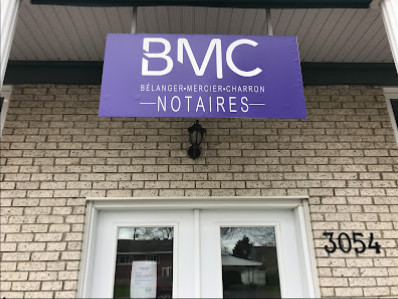 BMC
BÉLANGER•MERCIER•CHARRON
—NOTAIRES—
3054